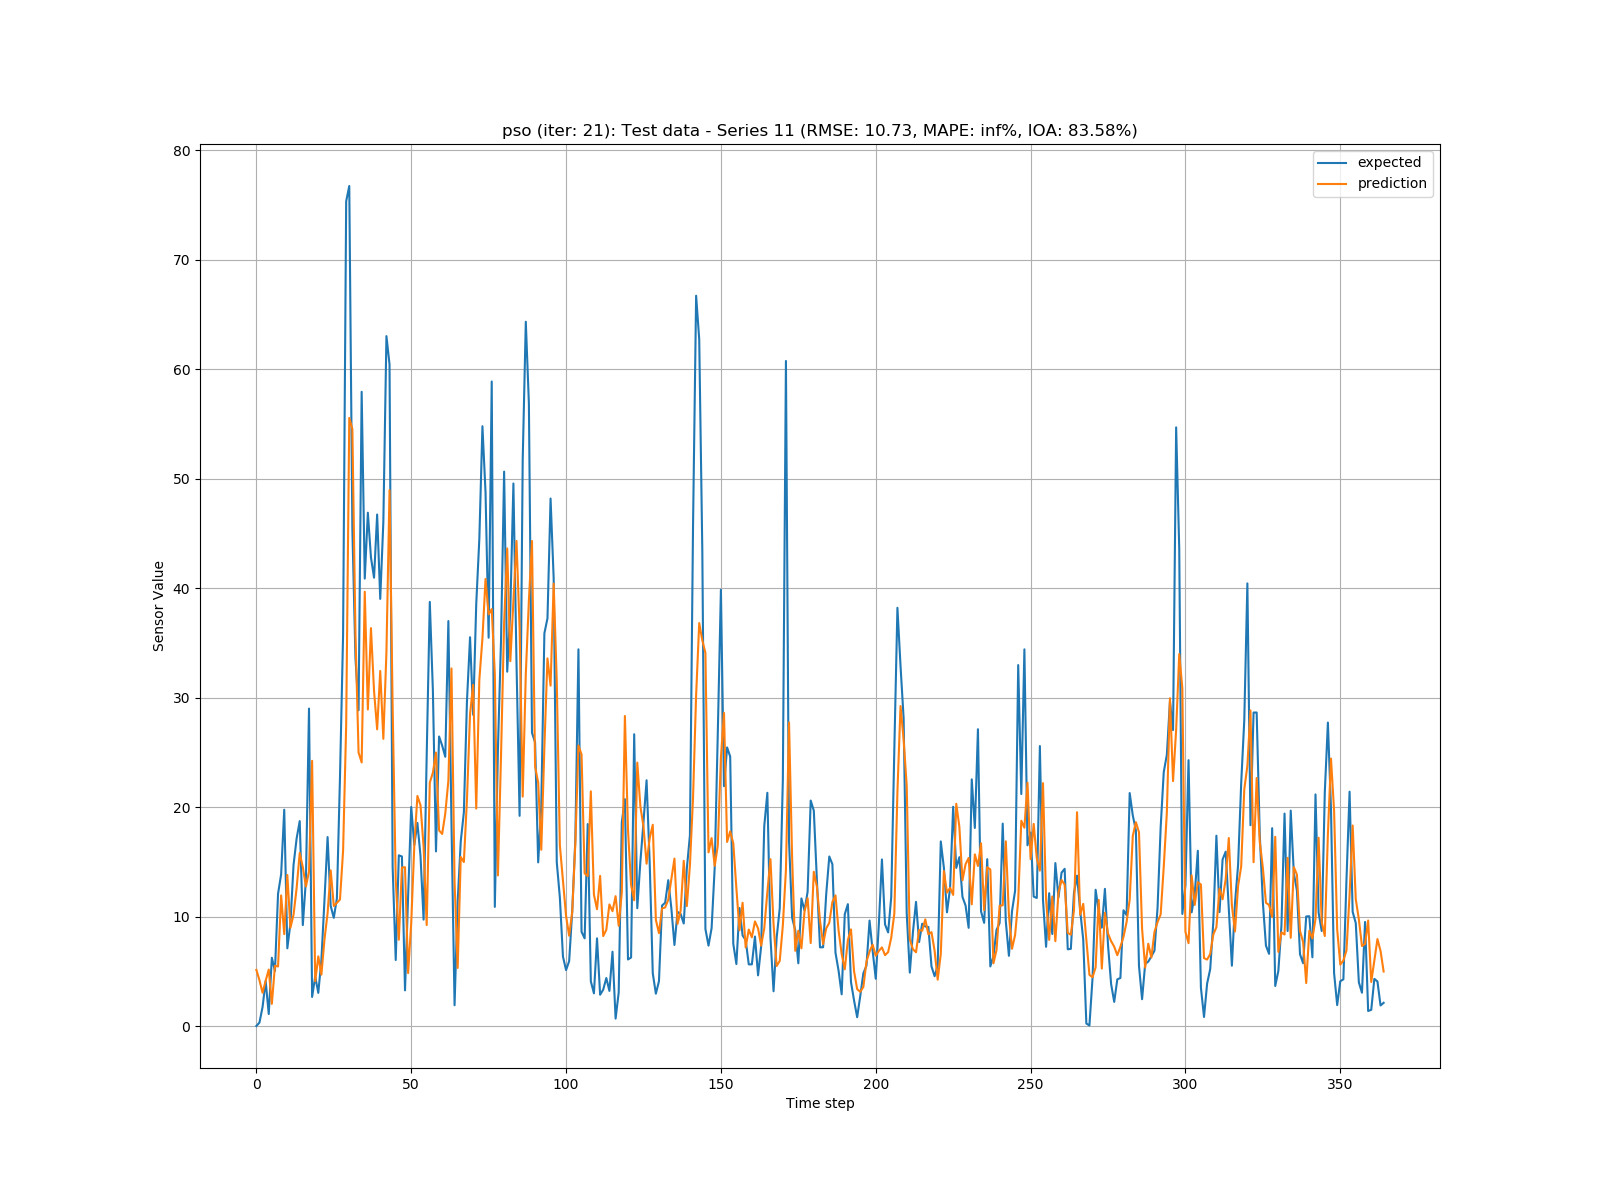 pso (iter: 21): Test data - Series 11 (RMSE: 10.73, MAPE: inf%, IOA: 83.58%)
expected
prediction
80
70
60
50
40
30
20
10
0
Sensor Value
0 50 100 150 200 250 300 350
Time step